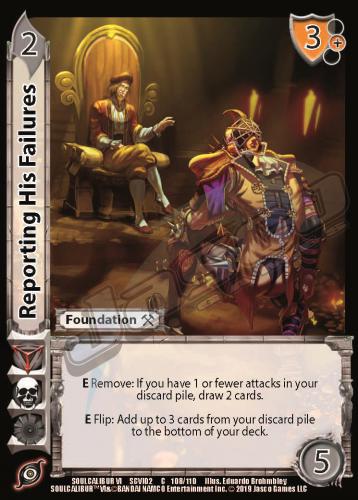 2
3
+
Reporting His Failures
Foundation
E Remove: If you have 1 or fewer attacks in your
discard pile, draw 2 cards.
E Flip: Add up to 3 cards from your discard pile
to the bottom of your deck.
5
SOULCALIBUR VI SCVI02 C 108/110 Illus. Eduardo Brohmbley
SOULCALIBUR™ VI&©BANDAI NAMCO Entertainment Inc. © 2019 Jasco Games LLC